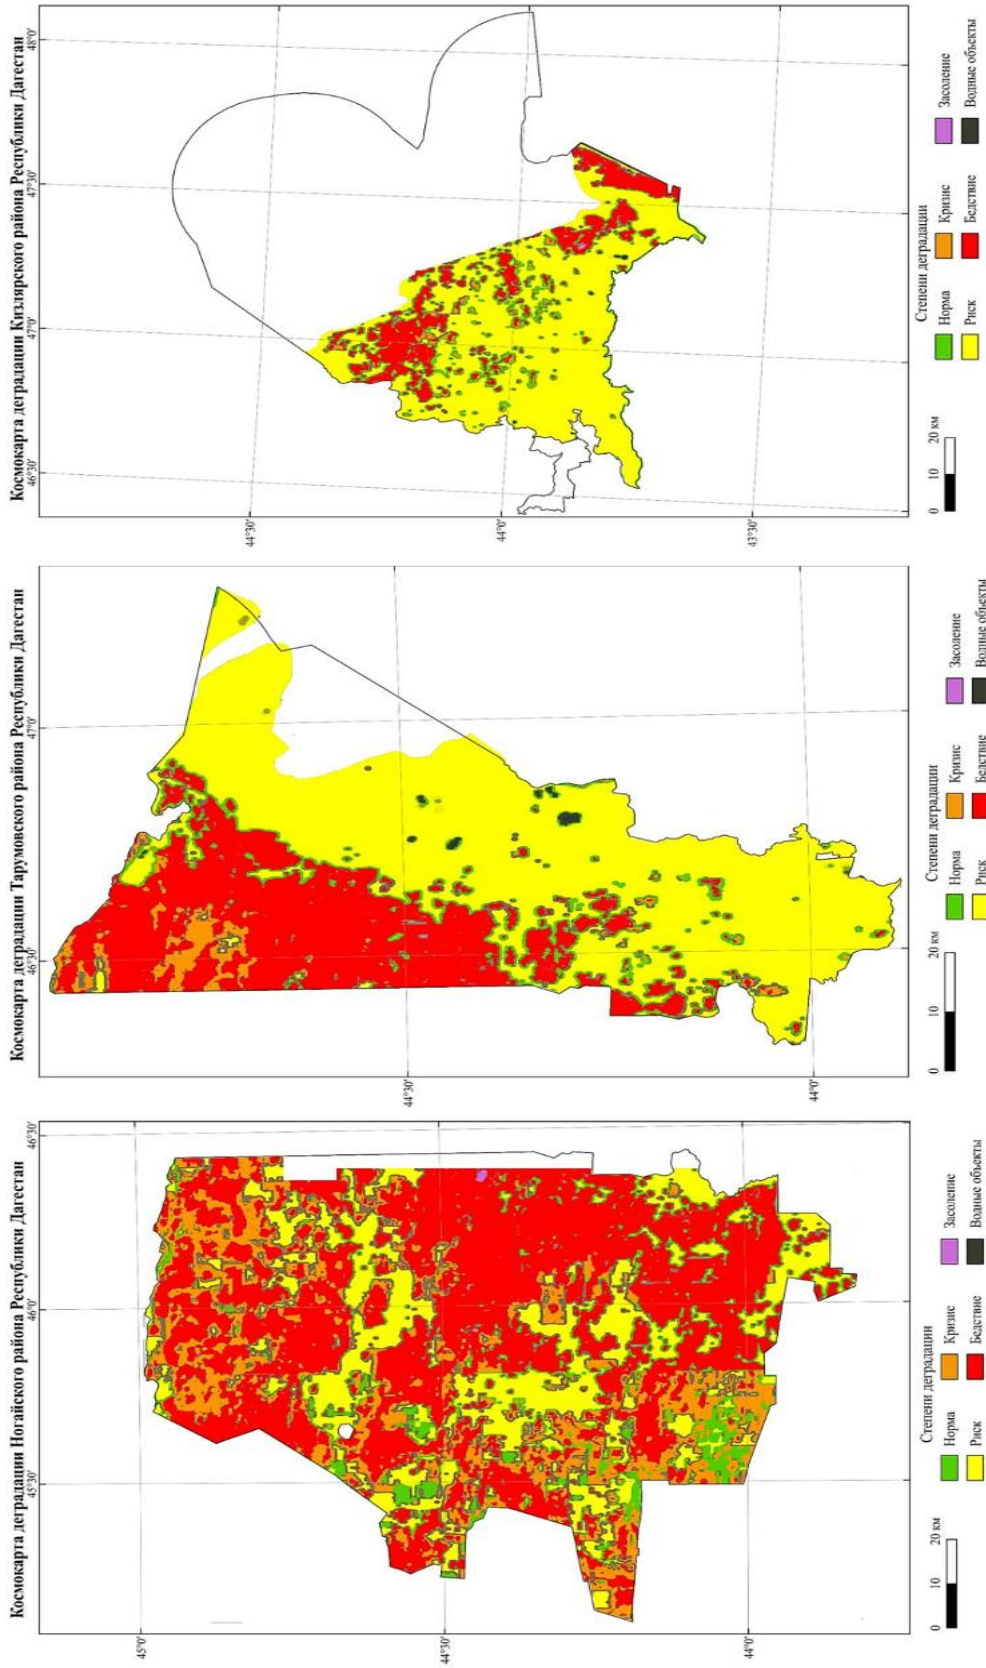 Космокарта деградации Ногайского района Республики Дагестан
45°30' 46°0' 46°30'
45°0'
44°30'
44°0'
Степени деградации
0 10 20 км
Норма Кризис Засоление
Риск Бедствие Водные объекты
Космокарта деградации Тарумовского района Республики Дагестан
46°30' 47°0'
44°30'
44°0'
Степени деградации
0 10 20 км
Норма Кризис Засоление
Риск Бедствие Водные объекты
Космокарта деградации Кизлярского района Республики Дагестан
46°30' 47°0' 47°30' 48°0'
44°30'
44°0'
43°30'
Степени деградации
0 10 20 км
Норма Кризис Засоление
Риск Бедствие Водные объекты